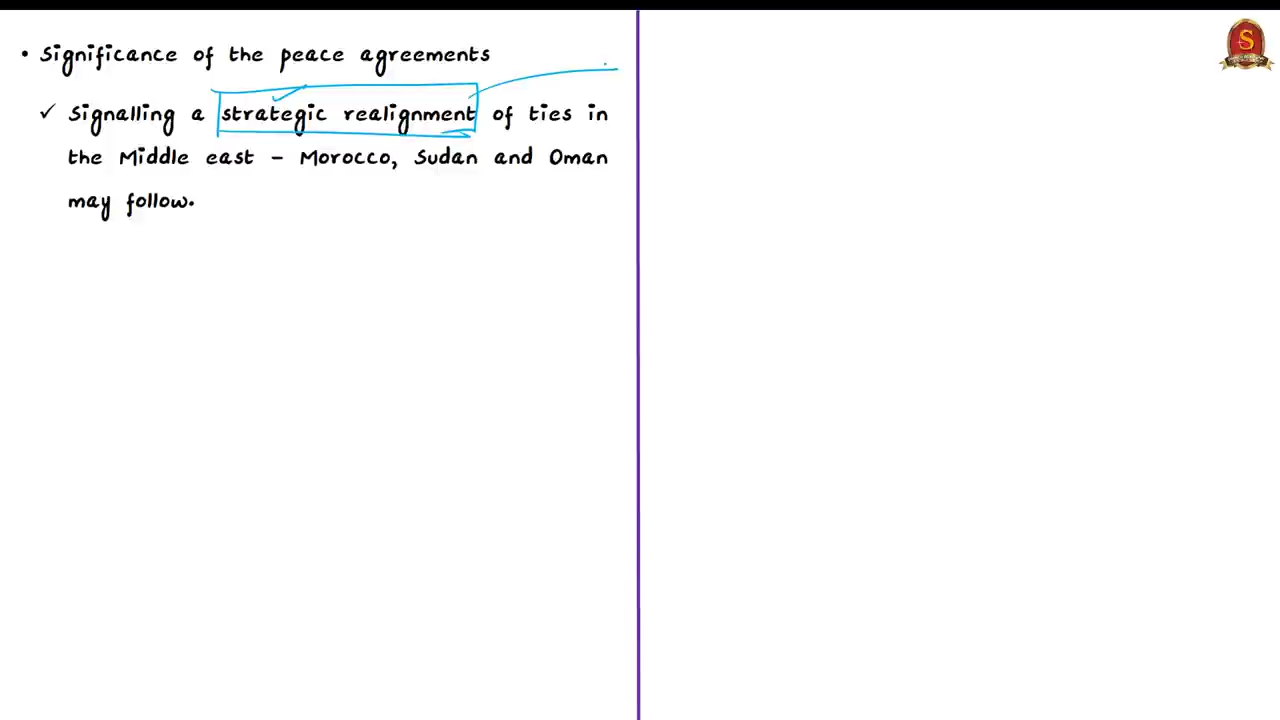 • Significance of the peace agreements
✓ Signalling a strategic realignment of ties in
the Middle east - Morocco, Sudan and Oman
may follow.
S